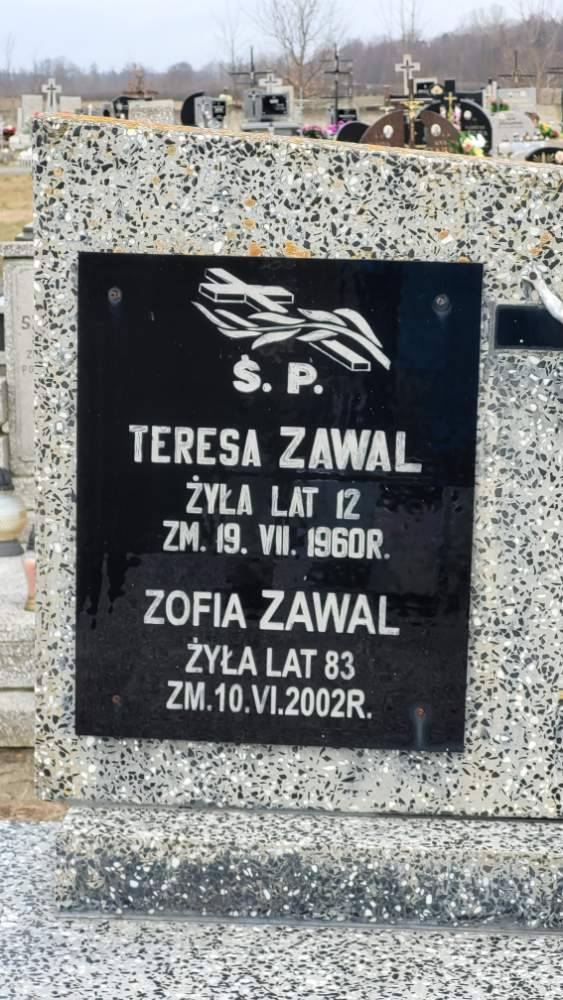 Ś. P.
TERESA ZAWAL
ŻYŁA LAT 12
ZM. 19. VII. 1960R.
ZOFIA ZAWAL
ŻYŁA LAT 83
ZM.10.VI.2002R.